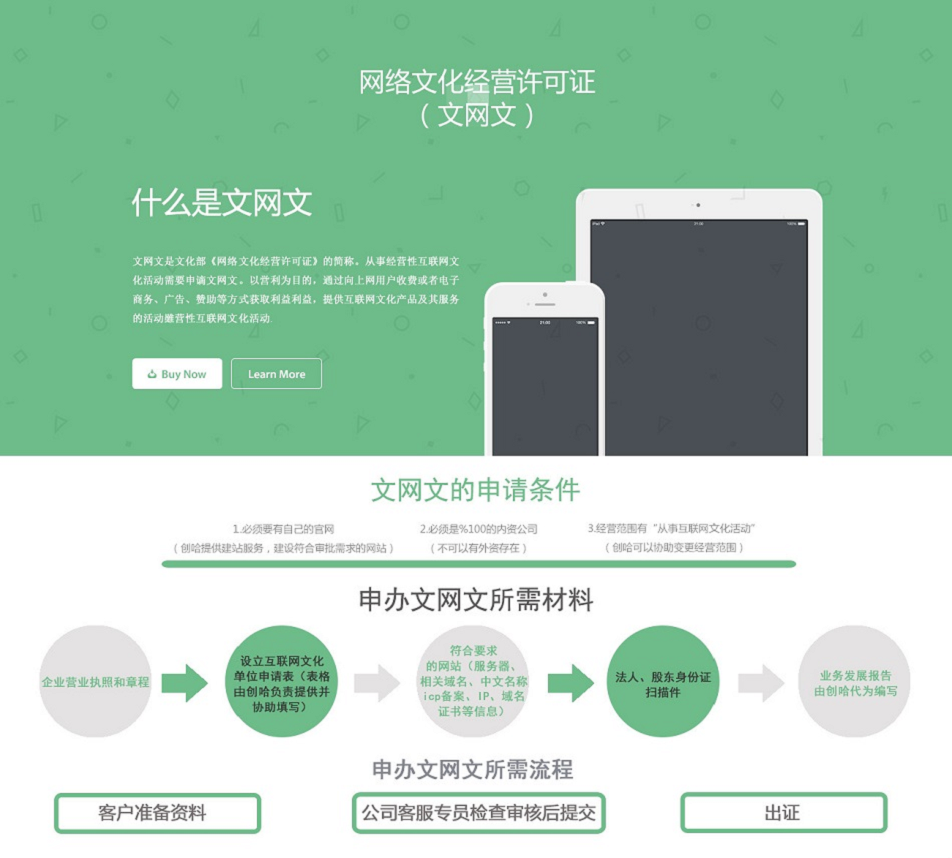 网络文化经营许可证
（文网文）
什么是文网文
文网文是文化部《网络文化经营许可证》的简称。从事经营性互联网文
化活动需要申请文网文。以营利为目的，通过向上网用户收费或者电子
商务、广告、赞助等方式获取利益利益，提供互联网文化产品及其服务
的活动雝营性互联网文化活动.
Buy Now
Learn More
iPad
21:00
100%
21:00
100%
文网文的申请条件
1.必须要有自己的官网
（创哈提供建站服务，建设符合审批需求的网站）
2.必须是%100的内资公司
（不可以有外资存在）
3.经营范围有“从事互联网文化活动”
（创哈可以协助变更经营范围）
申办文网文所需材料
企业营业执照和章程
设立互联网文化
单位申请表（表格
由创哈负责提供并
协助填写）
符合要求
的网站（服务器、
相关域名、中文名称
icp备案、IP、域名
证书等信息）
法人、股东身份证
扫描件
业务发展报告
由创哈代为编写
申办文网文所需流程
客户准备资料
公司客服专员检查审核后提交
出证